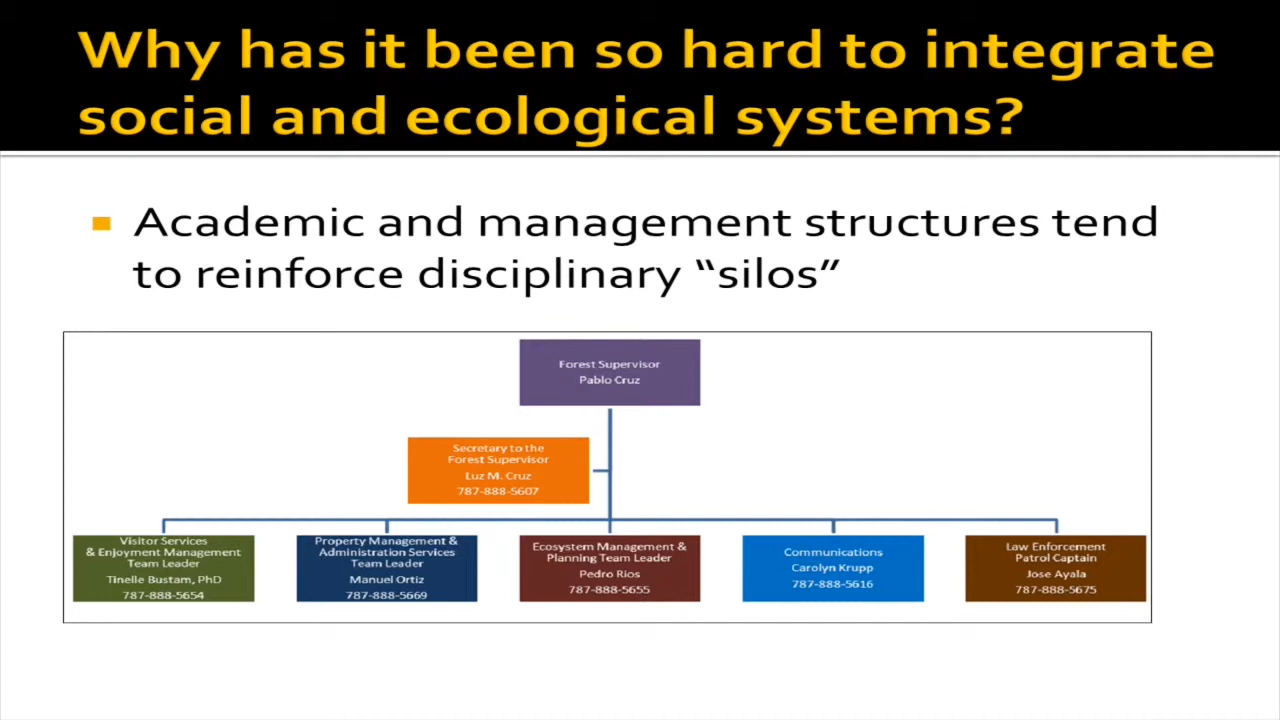 Why has it been so hard to integrate
social and ecological systems?
Academic and management structures tend
to reinforce disciplinary “silos”
Forest Supervisor
Pablo Cruz
Secretary to the
Forest Supervisor
Luz M. Cruz
787-888-5607
Visitor Services
& Enjoyment Management
Team Leader
Tinelle Bustam, PhD
787-888-5654
Property Management &
Administration Services
Team Leader
Manuel Ortiz
787-888-5669
Ecosystem Management &
Planning Team Leader
Pedro Rios
787-888-5655
Communications
Carolyn Krupp
787-888-5616
Law Enforcement
Patrol Captain
Jose Ayala
787-888-5675